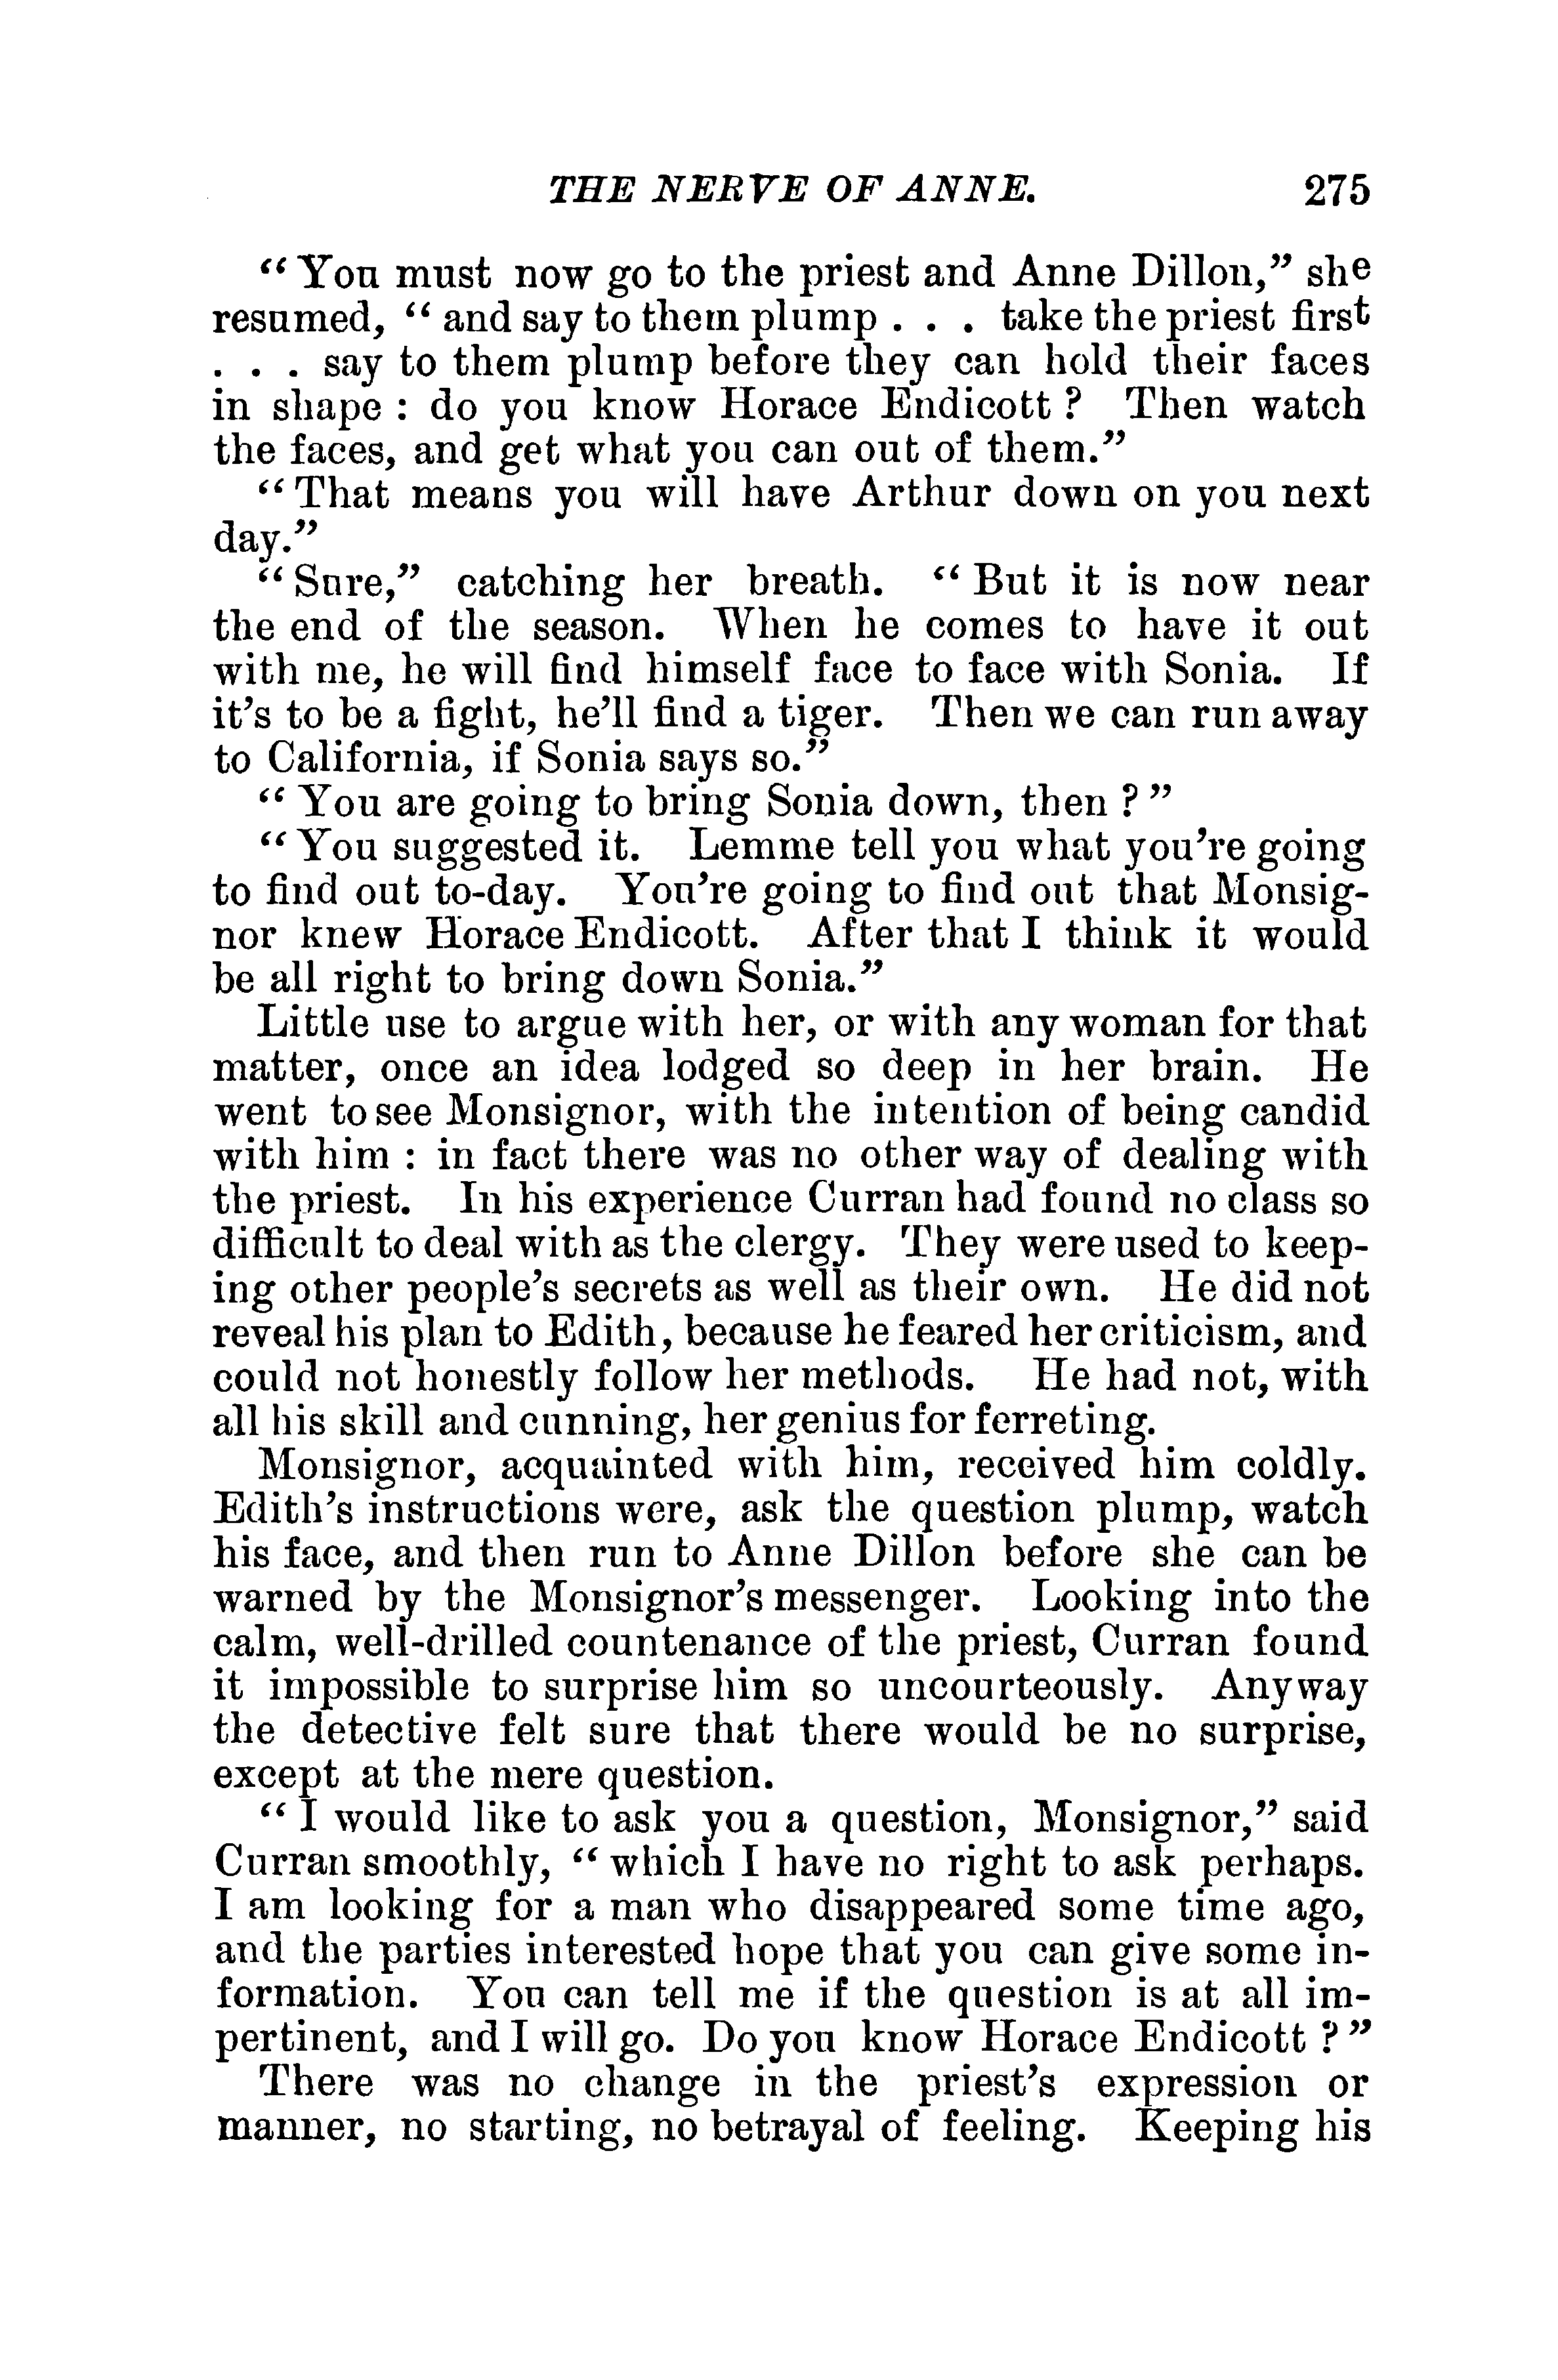 THE NERVE OF ANNE. 275
“You must now go to the priest and Anne Dillon,” she
resumed, “and say to them plump . . . take the priest first
. . . say to them plump before they can hold their faces
in shape : do you know Horace Endicott ? Then watch
the faces, and get what you can out of them.”
“That means you will have Arthur down on you next
day.”
“Sure,” catching her breath. “But it is now near
the end of the season. When he comes to have it out
with me, he will find himself face to face with Sonia. If
it’s to be a fight, he’ll find a tiger. Then we can run away
to California, if Sonia says so.”
“You are going to bring Sonia down, then ?”
“You suggested it. Lemme tell you what you’re going
to find out to-day. You’re going to find out that Monsig-
nor knew Horace Endicott. After that I think it would
be all right to bring down Sonia.”
Little use to argue with her, or with any woman for that
matter, once an idea lodged so deep in her brain. He
went to see Monsignor, with the intention of being candid
with him : in fact there was no other way of dealing with
the priest. In his experience Curran had found no class so
difficult to deal with as the clergy. They were used to keep-
ing other people’s secrets as well as their own. He did not
reveal his plan to Edith, because he feared her criticism, and
could not honestly follow her methods. He had not, with
all his skill and cunning, her genius for ferreting.
Monsignor, acquainted with him, received him coldly.
Edith’s instructions were, ask the question plump, watch
his face, and then run to Anne Dillon before she can be
warned by the Monsignor’s messenger. Looking into the
calm, well-drilled countenance of the priest, Curran found
it impossible to surprise him so uncourteously. Anyway
the detective felt sure that there would be no surprise,
except at the mere question.
“I would like to ask you a question, Monsignor,” said
Curran smoothly, “which I have no right to ask perhaps.
I am looking for a man who disappeared some time ago,
and the parties interested hope that you can give some in-
formation. You can tell me if the question is at all im-
pertinent, and I will go. Do you know Horace Endicott ?”
There was no change in the priest’s expression or
manner, no starting, no betrayal of feeling. Keeping his